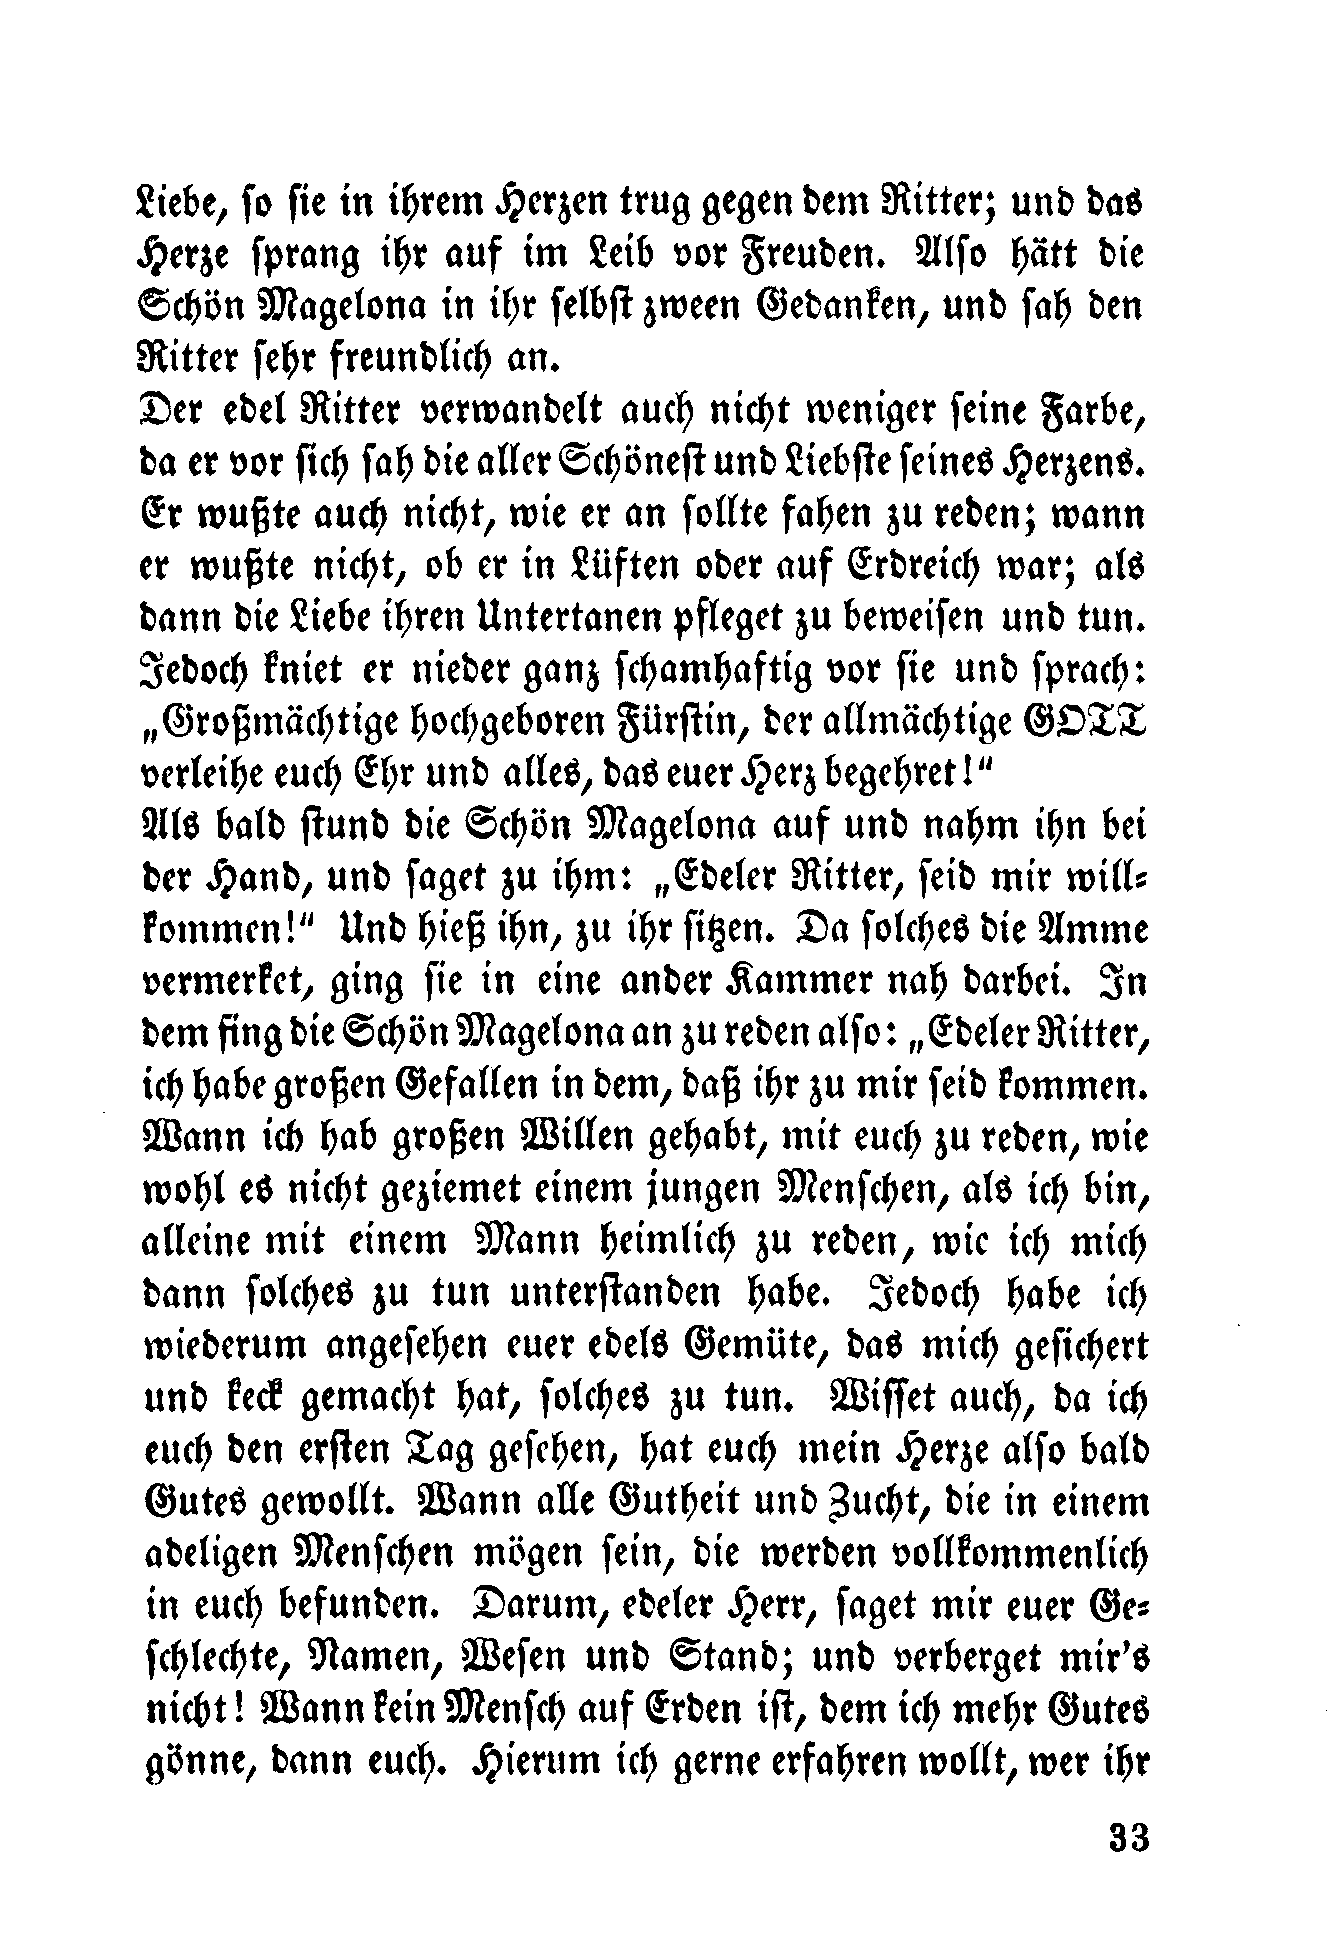 Liebe, so sie in ihrem Herzen trug gegen dem Ritter; und das
Herze sprang ihr auf im Leib vor Freuden. Also hätt die
Schön Magelona in ihr selbst zween Gedanken, und sah den
Ritter sehr freundlich an.
Der edel Ritter verwandelt auch nicht weniger seine Farbe,
da er vor sich sah die aller Schönest und Liebste seines Herzens.
Er wußte auch nicht, wie er an sollte fahen zu reden; wann
er wußte nicht, ob er in Lüften oder auf Erdreich war; als
dann die Liebe ihren Untertanen pfleget zu beweisen und tun.
Jedoch kniet er nieder ganz schamhaftig vor sie und sprach:
„Großmächtige hochgeboren Fürstin, der allmächtige GOTT
verleihe euch Ehr und alles, das euer Herz begehret!“
Als bald stund die Schön Magelona auf und nahm ihn bei
der Hand, und saget zu ihm: „Edeler Ritter, seid mir will-
kommen!“ Und hieß ihn, zu ihr sitzen. Da solches die Amme
vermerket, ging sie in eine ander Kammer nah darbei. In
dem fing die Schön Magelona an zu reden also: „Edeler Ritter,
ich habe großen Gefallen in dem, daß ihr zu mir seid kommen.
Wann ich hab großen Willen gehabt, mit euch zu reden, wie
wohl es nicht geziemet einem jungen Menschen, als ich bin,
alleine mit einem Mann heimlich zu reden, wie ich mich
dann solches zu tun unterstanden habe. Jedoch habe ich
wiederum angesehen euer edels Gemüte, das mich gesichert
und keck gemacht hat, solches zu tun. Wisset auch, da ich
euch den ersten Tag gesehen, hat euch mein Herze also bald
Gutes gewollt. Wann alle Gutheit und Zucht, die in einem
adeligen Menschen mögen sein, die werden vollkommenlich
in euch befunden. Darum, edeler Herr, saget mir euer Ge-
schlechte, Namen, Wesen und Stand; und verberget mir's
nicht! Wann kein Mensch auf Erden ist, dem ich mehr Gutes
gönne, dann euch. Hierum ich gerne erfahren wollt, wer ihr
33